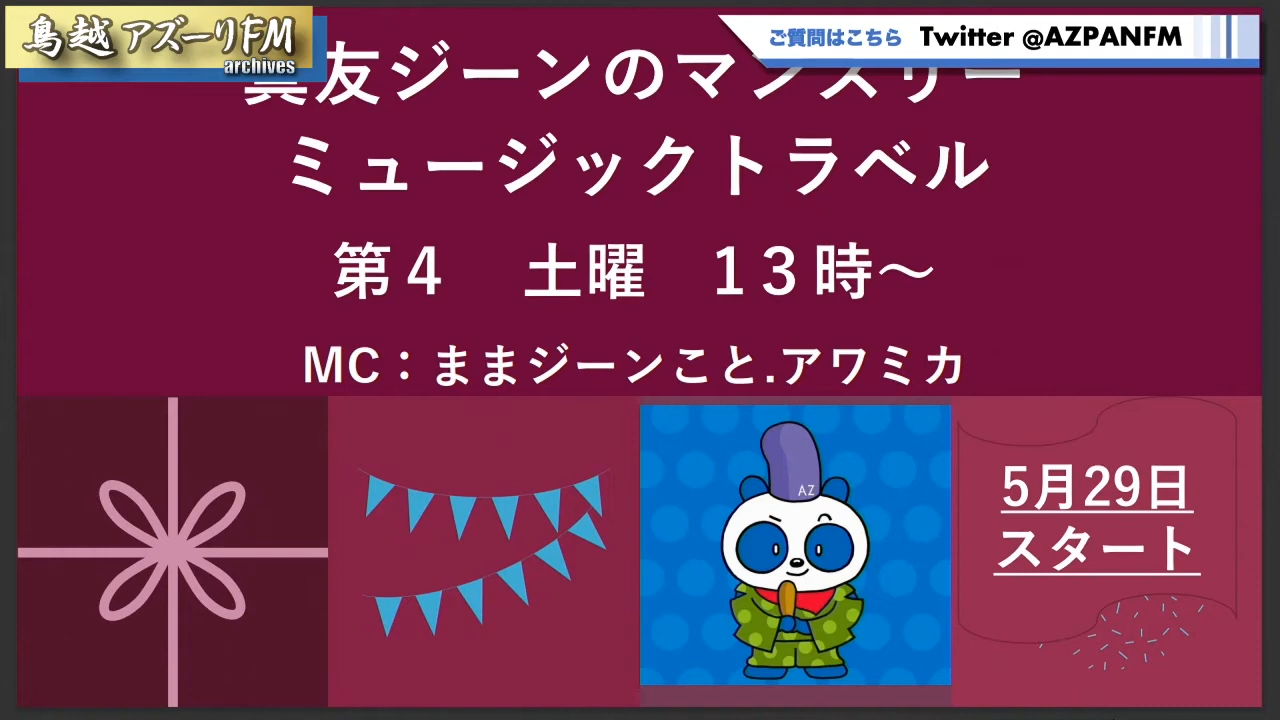 鳥越 アズーリFM
archives
ご質問はこちら Twitter @AZPANFM
真友ジーンのマンスリー
ミュージックトラベル
第４　土曜　１３時～
MC：ままジーンこと.アワミカ
AZ
5月29日
スタート